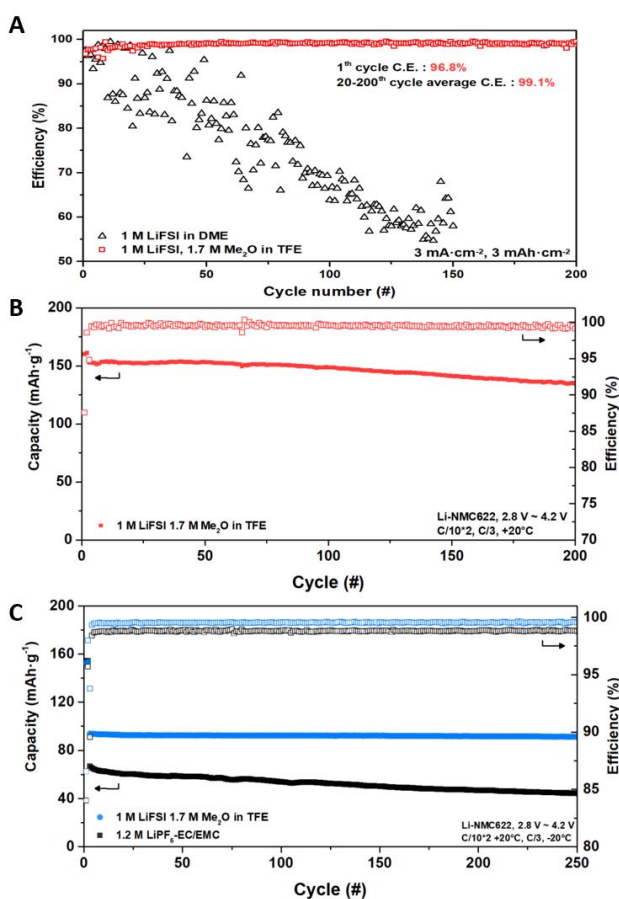 A
100
90
80
70
60
50
Efficiency (%)
1ᵗʰ cycle C.E. : 96.8%
20-200ᵗʰ cycle average C.E. : 99.1%
1 M LiFSI in DME
1 M LiFSI, 1.7 M Me₂O in TFE
3 mA·cm⁻², 3 mAh·cm⁻²
0 50 100 150 200
Cycle number (#)
B
200
150
100
50
0
Capacity (mAh·g⁻¹)
100
95
90
85
80
75
70
Efficiency (%)
1 M LiFSI 1.7 M Me₂O in TFE
Li-NMC622, 2.8 V ~ 4.2 V
C/10*2, C/3, +20°C
0 50 100 150 200
Cycle (#)
C
200
160
120
80
40
0
Capacity (mAh·g⁻¹)
100
95
90
85
80
Efficiency (%)
1 M LiFSI 1.7 M Me₂O in TFE
1.2 M LiPF₆-EC/EMC
Li-NMC622, 2.8 V ~ 4.2 V
C/10*2 +20°C, C/3, -20°C
0 50 100 150 200 250
Cycle (#)